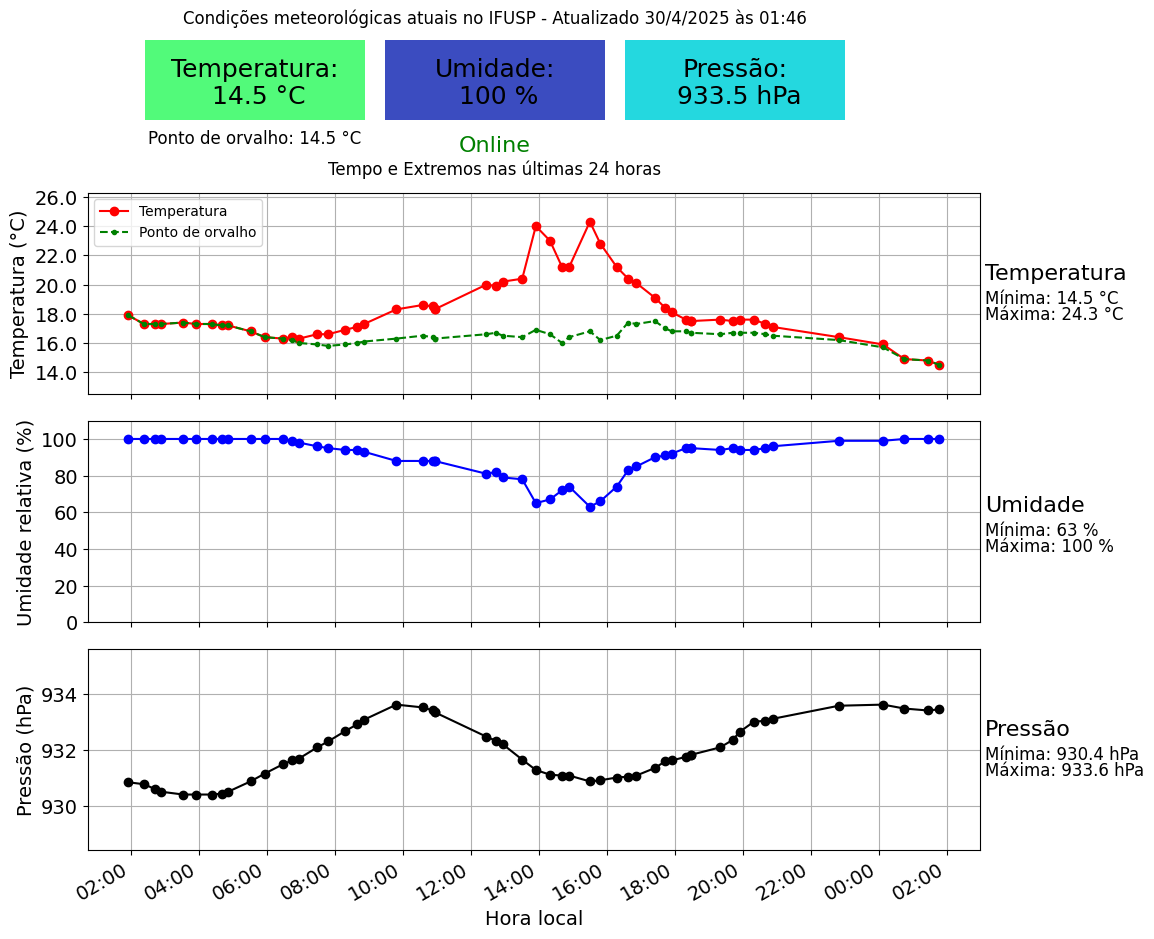 Condições meteorológicas atuais no IFUSP - Atualizado 30/4/2025 às 01:46
Temperatura:
14.5 °C
Umidade:
100 %
Pressão:
933.5 hPa
Ponto de orvalho: 14.5 °C
Online
Tempo e Extremos nas últimas 24 horas
Temperatura (°C)
26.0
24.0
22.0
20.0
18.0
16.0
14.0
Temperatura
Ponto de orvalho
Temperatura
Mínima: 14.5 °C
Máxima: 24.3 °C
Umidade relativa (%)
100
80
60
40
20
0
Umidade
Mínima: 63 %
Máxima: 100 %
Pressão (hPa)
934
932
930
Pressão
Mínima: 930.4 hPa
Máxima: 933.6 hPa
02:00 04:00 06:00 08:00 10:00 12:00 14:00 16:00 18:00 20:00 22:00 00:00 02:00
Hora local